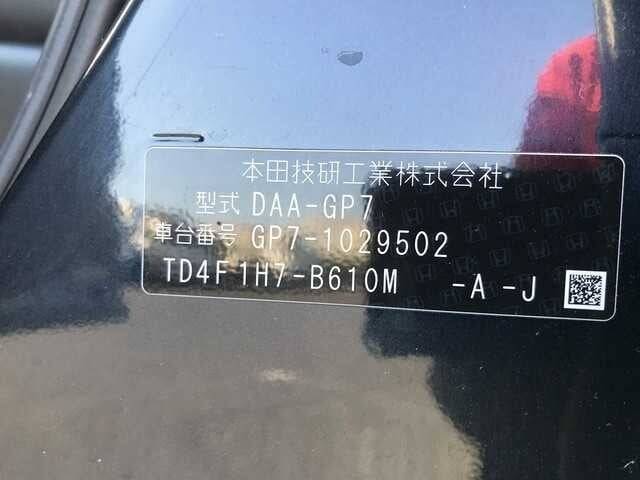 本田技研工業株式会社
型式 DAA-GP7
車台番号 GP7-1029502
TD4F1H7-B610M -A -J